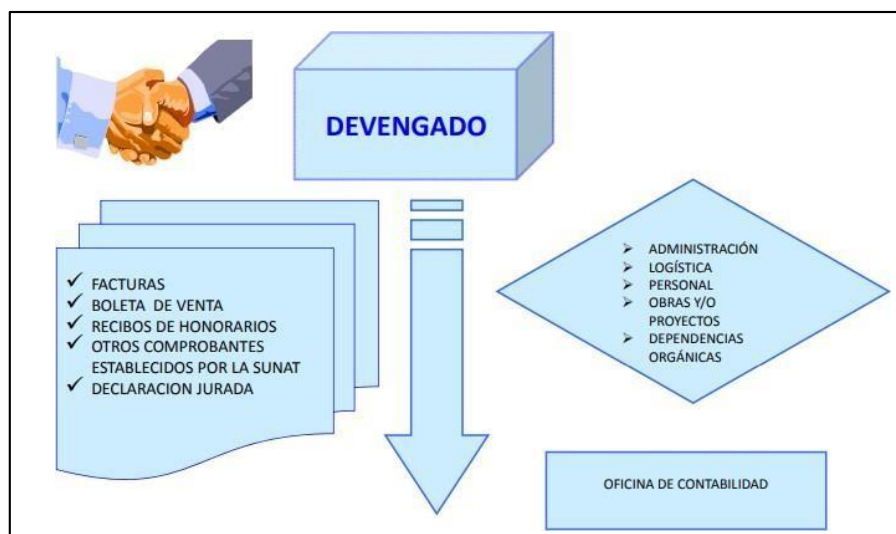 DEVENGADO
✓ FACTURAS
✓ BOLETA DE VENTA
✓ RECIBOS DE HONORARIOS
✓ OTROS COMPROBANTES
ESTABLECIDOS POR LA SUNAT
✓ DECLARACION JURADA
➢ ADMINISTRACIÓN
➢ LOGÍSTICA
➢ PERSONAL
➢ OBRAS Y/O
PROYECTOS
➢ DEPENDENCIAS
ORGÁNICAS
OFICINA DE CONTABILIDAD